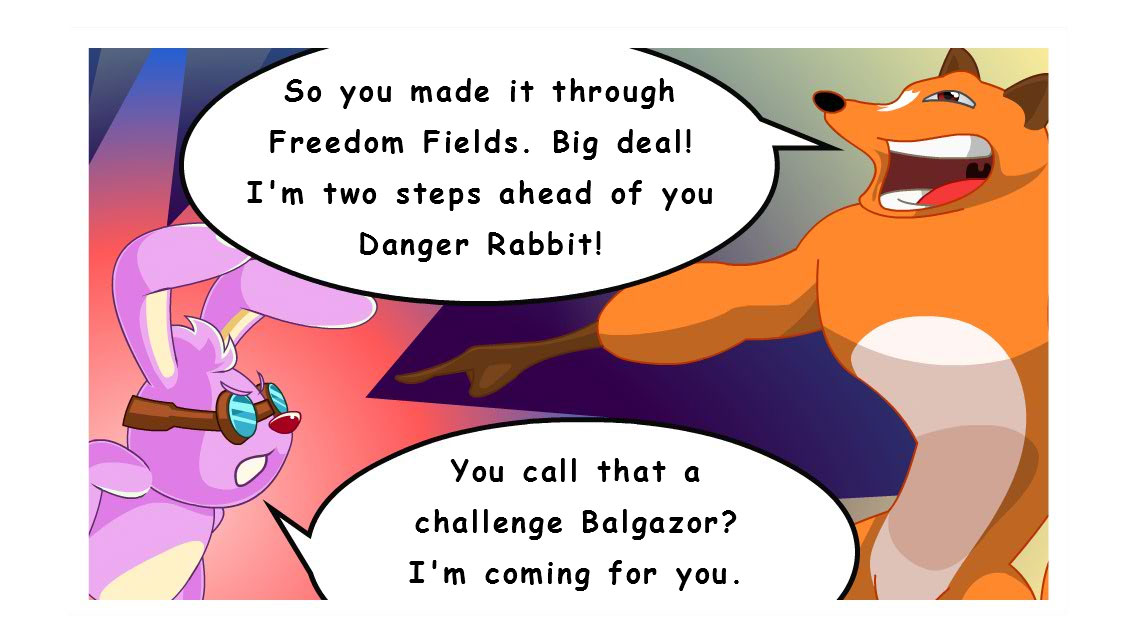 So you made it through
Freedom Fields. Big deal!
I'm two steps ahead of you
Danger Rabbit!
You call that a
challenge Balgazor?
I'm coming for you.